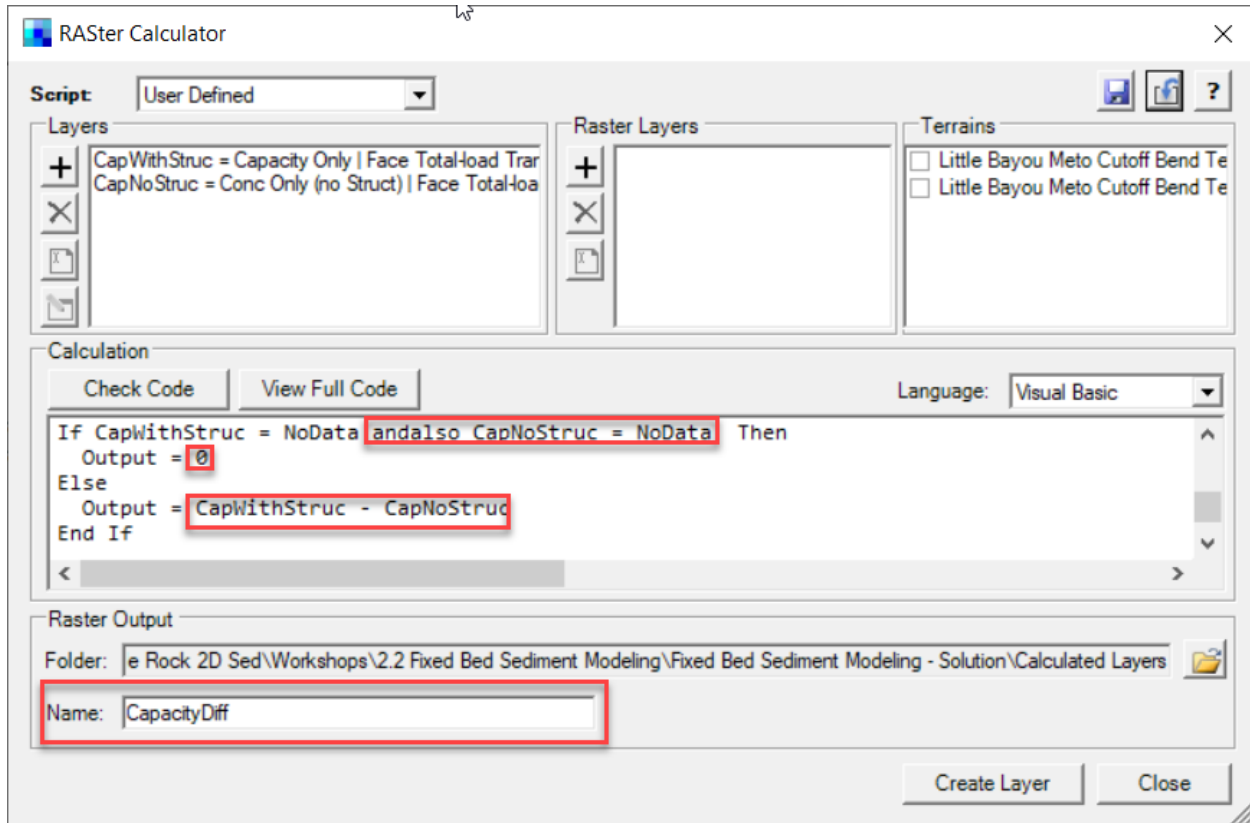 RASter Calculator
Script: User Defined
?
Layers
CapWithStruc = Capacity Only | Face Total-load Tran
CapNoStruc = Conc Only (no Struct) | Face Total-loa
Raster Layers
Terrains
Little Bayou Meto Cutoff Bend Te
Little Bayou Meto Cutoff Bend Te
Calculation
Check Code View Full Code Language: Visual Basic
If CapWithStruc = NoData andalso CapNoStruc = NoData Then
Output = 0
Else
Output = CapWithStruc - CapNoStruc
End If
Raster Output
Folder: e Rock 2D Sed\Workshops\2.2 Fixed Bed Sediment Modeling\Fixed Bed Sediment Modeling - Solution\Calculated Layers
Name: CapacityDiff
Create Layer Close